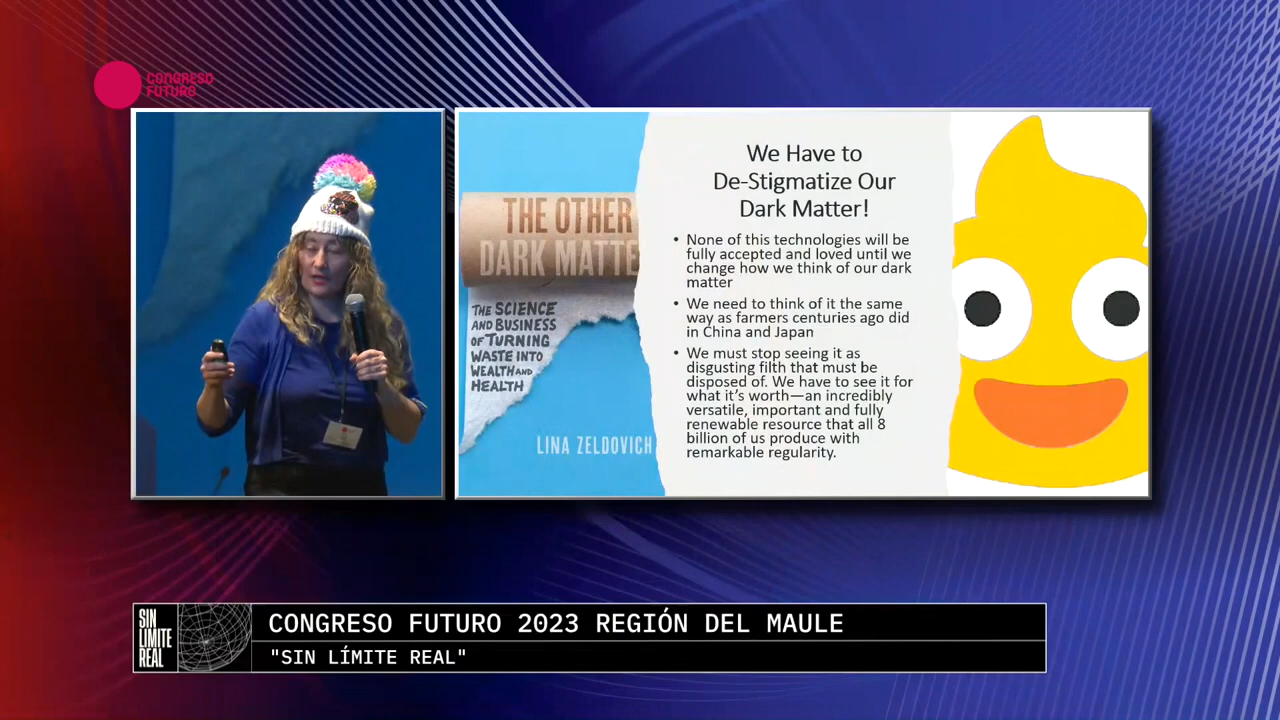 CONGRESO
FUTURO
THE OTHER
DARK MATTE
THE SCIENCE
AND BUSINESS
OF TURNING
WASTE INTO
WEALTH AND
HEALTH
LINA ZELDOVICH
We Have to
De-Stigmatize Our
Dark Matter!
• None of this technologies will be
fully accepted and loved until we
change how we think of our dark
matter
• We need to think of it the same
way as farmers centuries ago did
in China and Japan
• We must stop seeing it as
disgusting filth that must be
disposed of. We have to see it for
what it's worth—an incredibly
versatile, important and fully
renewable resource that all 8
billion of us produce with
remarkable regularity.
SIN
LIMITE
REAL
CONGRESO FUTURO 2023 REGIÓN DEL MAULE
"SIN LÍMITE REAL"